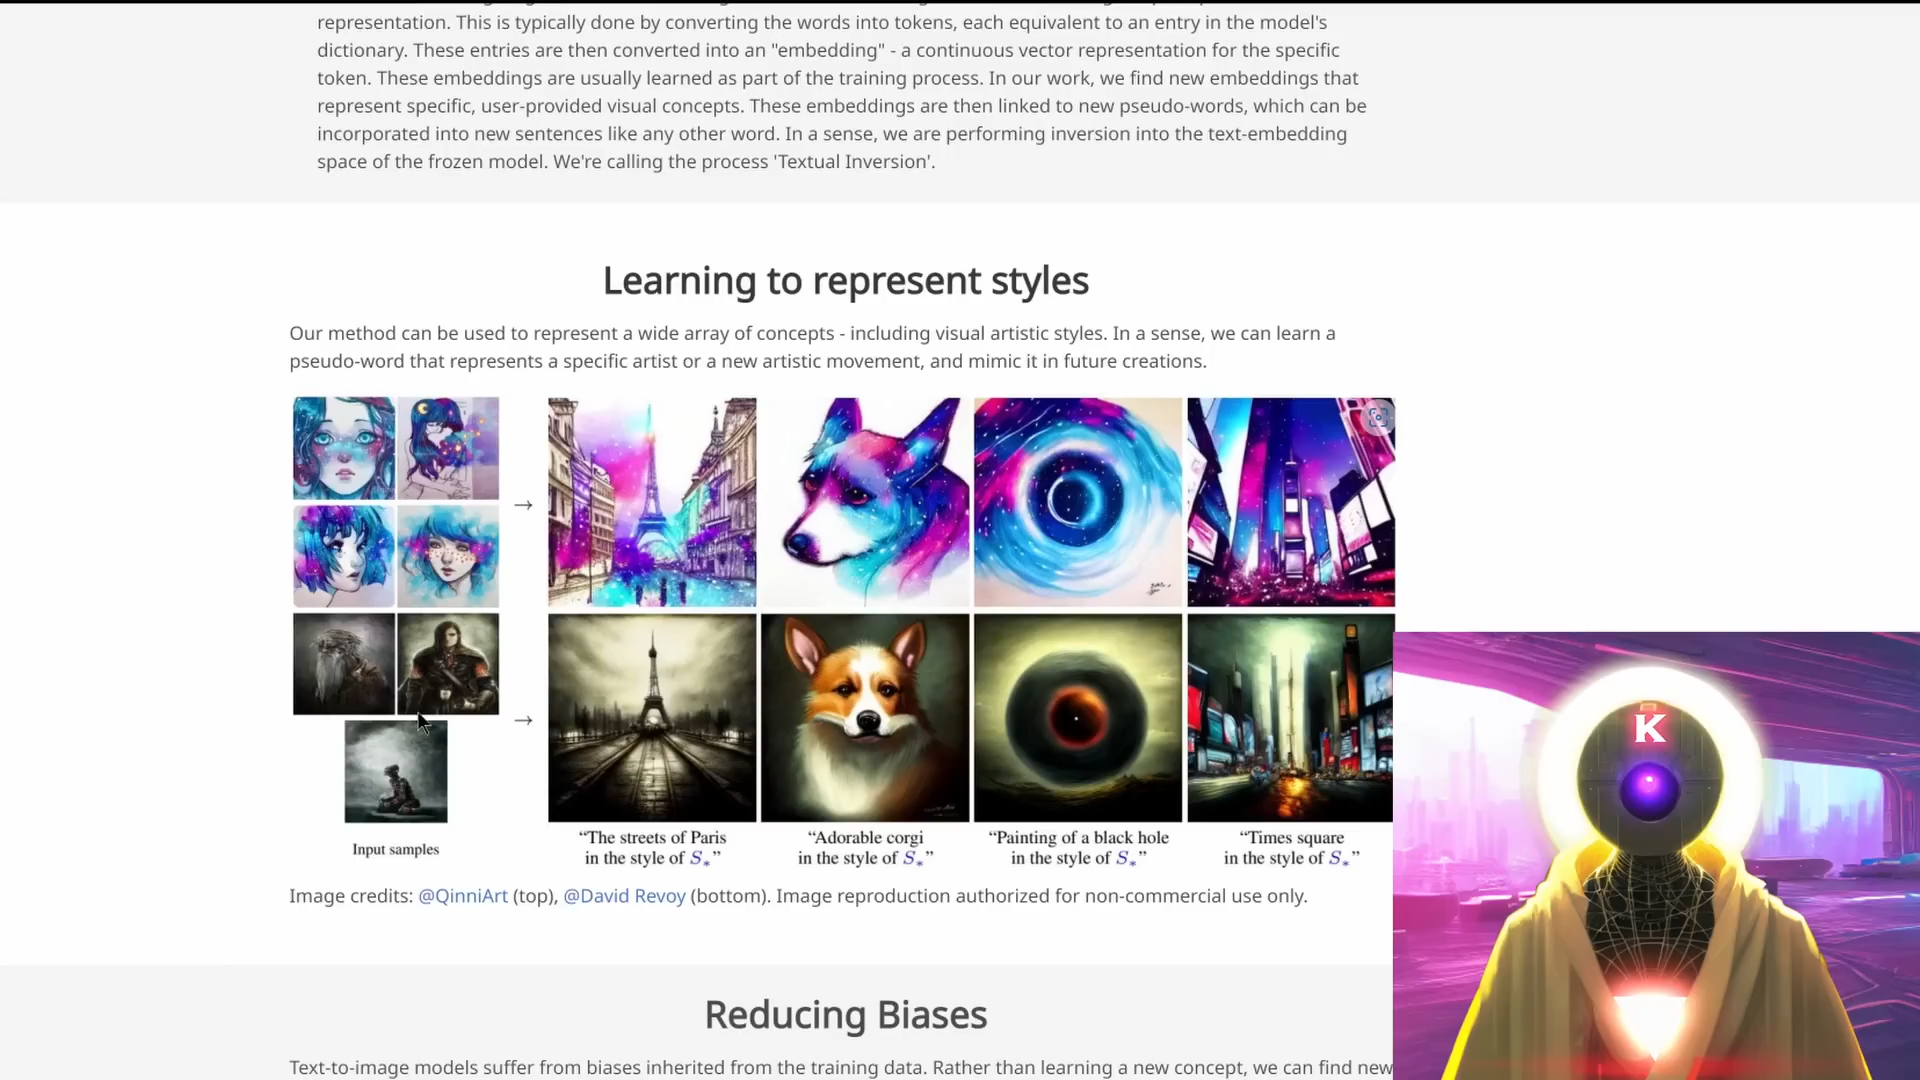 representation. This is typically done by converting the words into tokens, each equivalent to an entry in the model's
dictionary. These entries are then converted into an "embedding" - a continuous vector representation for the specific
token. These embeddings are usually learned as part of the training process. In our work, we find new embeddings that
represent specific, user-provided visual concepts. These embeddings are then linked to new pseudo-words, which can be
incorporated into new sentences like any other word. In a sense, we are performing inversion into the text-embedding
space of the frozen model. We're calling the process 'Textual Inversion'.
Learning to represent styles
Our method can be used to represent a wide array of concepts - including visual artistic styles. In a sense, we can learn a
pseudo-word that represents a specific artist or a new artistic movement, and mimic it in future creations.
→
→
Input samples
“The streets of Paris
in the style of S*”
“Adorable corgi
in the style of S*”
“Painting of a black hole
in the style of S*”
“Times square
in the style of S*”
Image credits: @QinniArt (top), @David Revoy (bottom). Image reproduction authorized for non-commercial use only.
K
Reducing Biases
Text-to-image models suffer from biases inherited from the training data. Rather than learning a new concept, we can find new